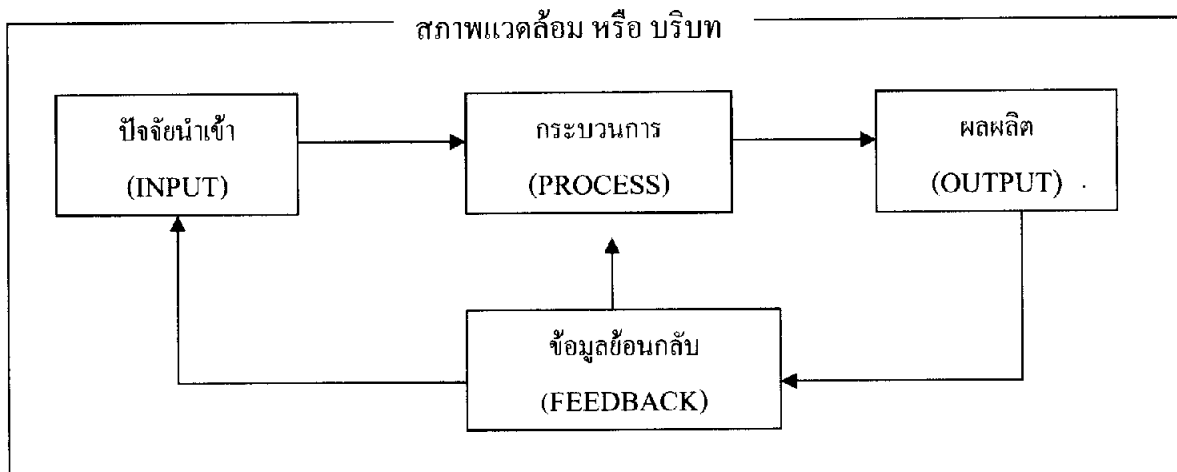 สภาพแวดล้อม หรือ บริบท
ปัจจัยนำเข้า
(INPUT)
กระบวนการ
(PROCESS)
ผลผลิต
(OUTPUT)
ข้อมูลย้อนกลับ
(FEEDBACK)